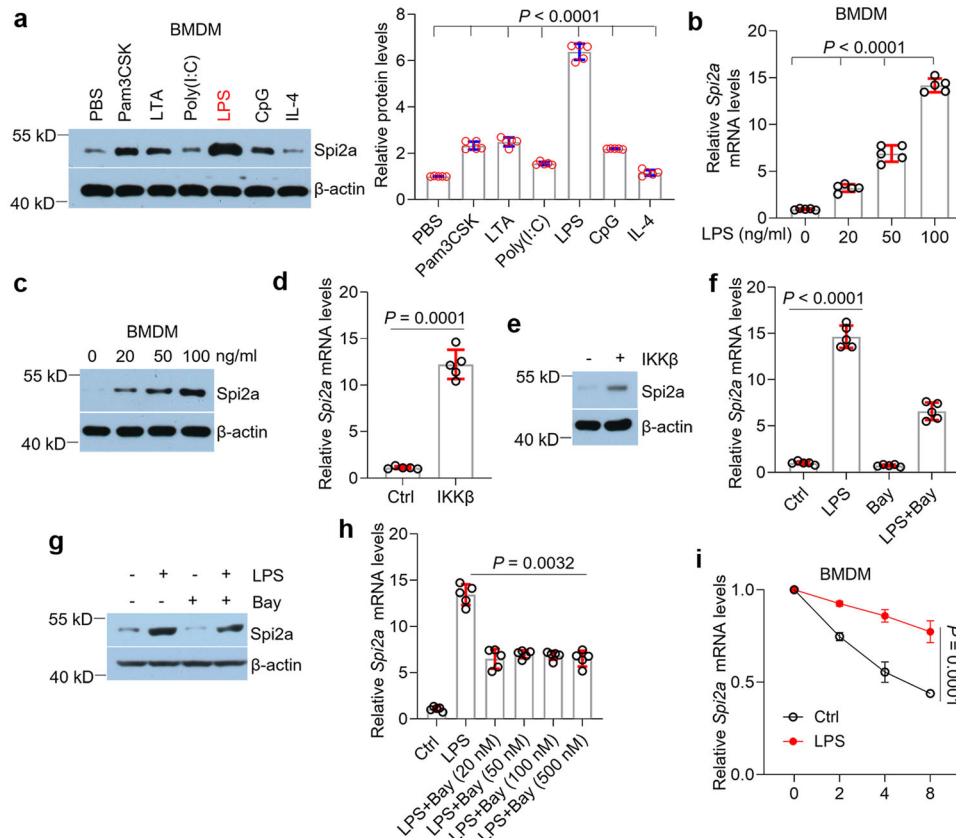 a
BMDM
PBS
Pam3CSK
LTA
Poly(I:C)
LPS
CpG
IL-4
55 kD
Spi2a
β-actin
40 kD
Relative protein levels
8
6
4
2
0
P < 0.0001
PBS
Pam3CSK
LTA
Poly(I:C)
LPS
CpG
IL-4
b
BMDM
Relative Spi2a
mRNA levels
20
15
10
5
0
P < 0.0001
LPS (ng/ml) 0 20 50 100
c
BMDM
0 20 50 100 ng/ml
55 kD
Spi2a
β-actin
40 kD
d
Relative Spi2a mRNA levels
20
15
10
5
0
P = 0.0001
Ctrl
IKKβ
e
- + IKKβ
55 kD
Spi2a
β-actin
40 kD
f
Relative Spi2a mRNA levels
20
15
10
5
0
P < 0.0001
Ctrl
LPS
Bay
LPS+Bay
g
- + - + LPS
- - + + Bay
55 kD
Spi2a
β-actin
40 kD
h
Relative Spi2a mRNA levels
20
15
10
5
0
P = 0.0032
Ctrl
LPS
LPS+Bay (20 nM)
LPS+Bay (50 nM)
LPS+Bay (100 nM)
LPS+Bay (500 nM)
i
BMDM
Relative Spi2a mRNA levels
1.0
0.5
0.0
P = 0.0001
Ctrl
LPS
0 2 4 8